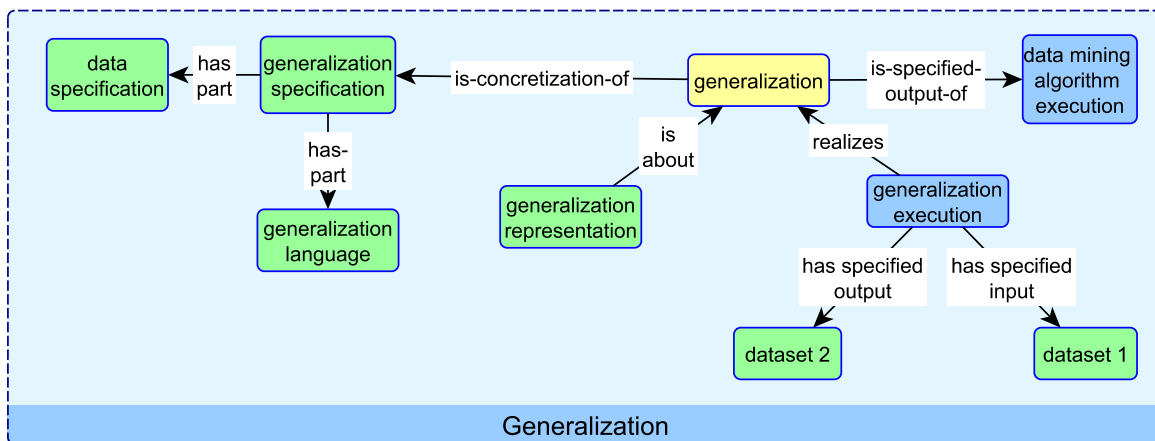 data
specification
has
part
generalization
specification
is-concretization-of
generalization
is-specified-
output-of
data mining
algorithm
execution
has-
part
is
about
realizes
generalization
language
generalization
representation
generalization
execution
has specified
output
has specified
input
dataset 2
dataset 1
Generalization